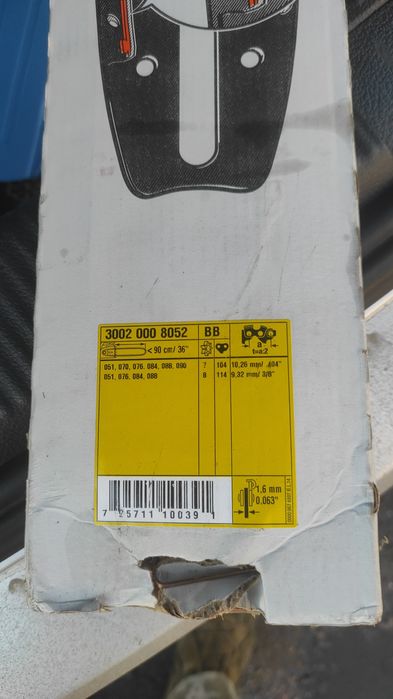 3002 000 8052 BB
< 90 cm/ 36"
a
t=a:2
051, 070, 076, 084, 088, 090 7 104 10,26 mm/ .404"
051, 076, 084, 088 8 114 9,32 mm/ 3/8"
1,6 mm
0.063"
7 25711 10039 1